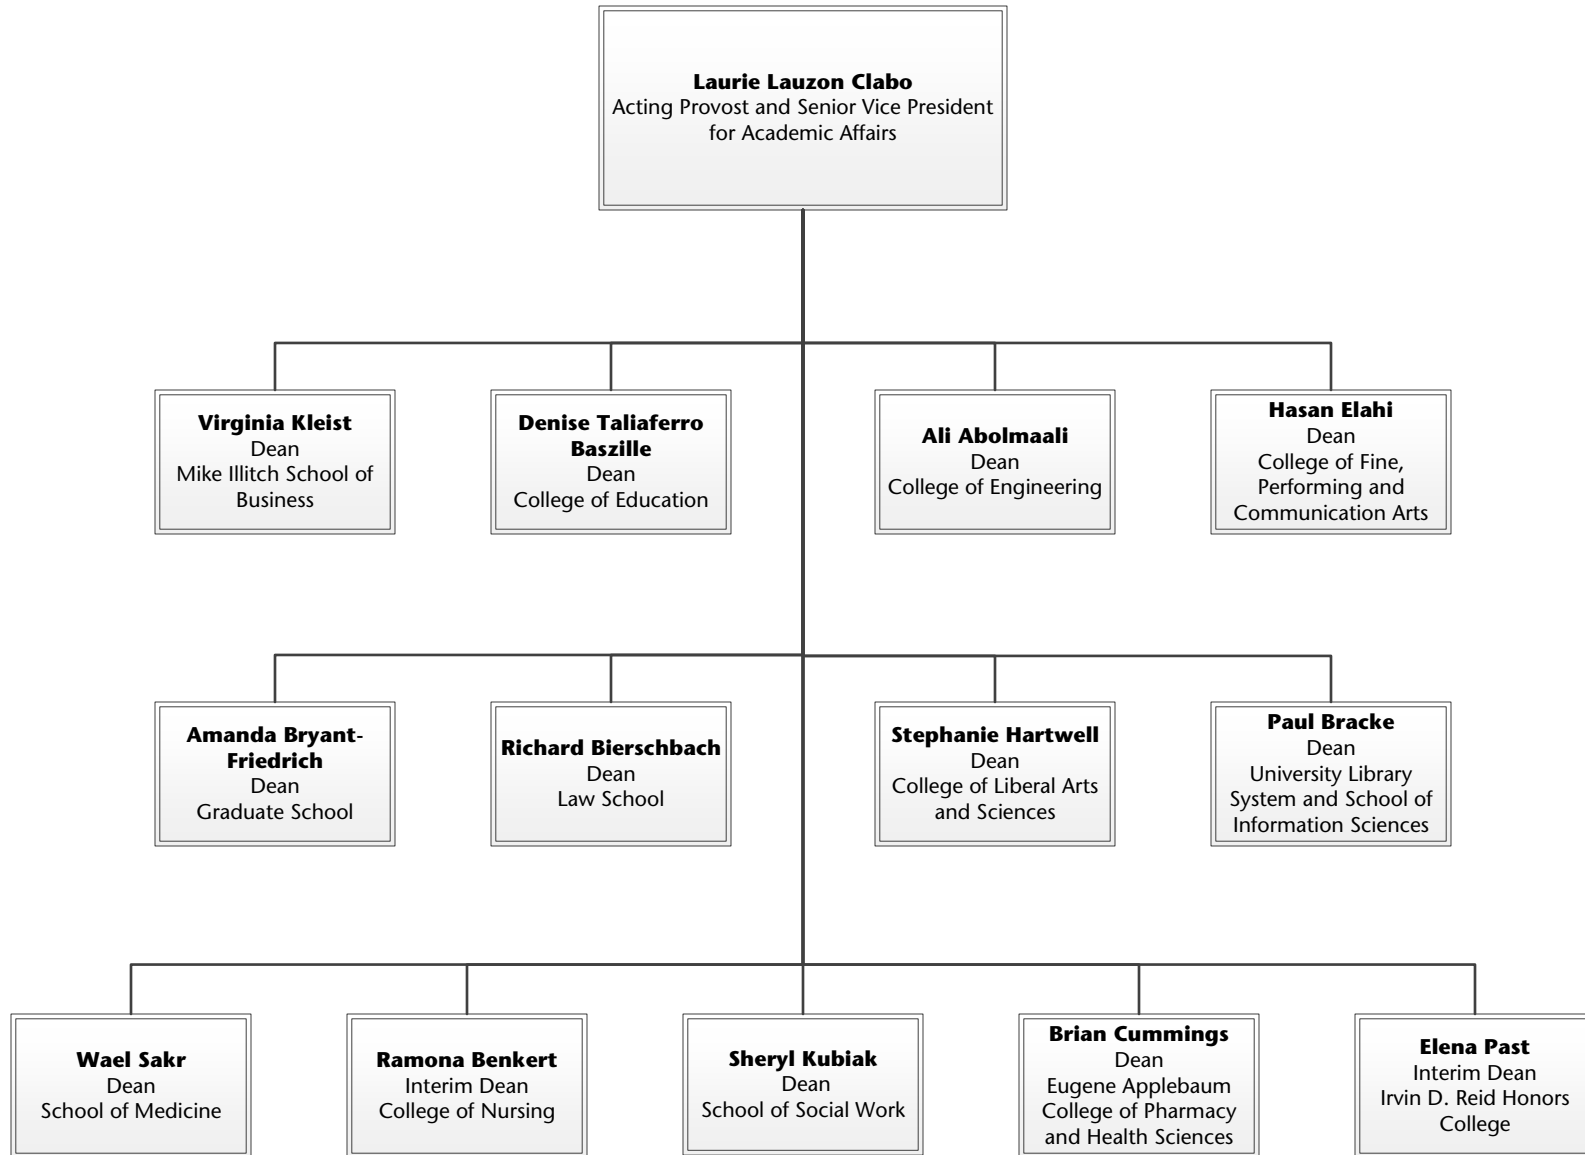 Laurie Lauzon Clabo
Acting Provost and Senior Vice President
for Academic Affairs
Virginia Kleist
Dean
Mike Illitch School of
Business
Denise Taliaferro
Baszille
Dean
College of Education
Ali Abolmaali
Dean
College of Engineering
Hasan Elahi
Dean
College of Fine,
Performing and
Communication Arts
Amanda Bryant-
Friedrich
Dean
Graduate School
Richard Bierschbach
Dean
Law School
Stephanie Hartwell
Dean
College of Liberal Arts
and Sciences
Paul Bracke
Dean
University Library
System and School of
Information Sciences
Wael Sakr
Dean
School of Medicine
Ramona Benkert
Interim Dean
College of Nursing
Sheryl Kubiak
Dean
School of Social Work
Brian Cummings
Dean
Eugene Applebaum
College of Pharmacy
and Health Sciences
Elena Past
Interim Dean
Irvin D. Reid Honors
College